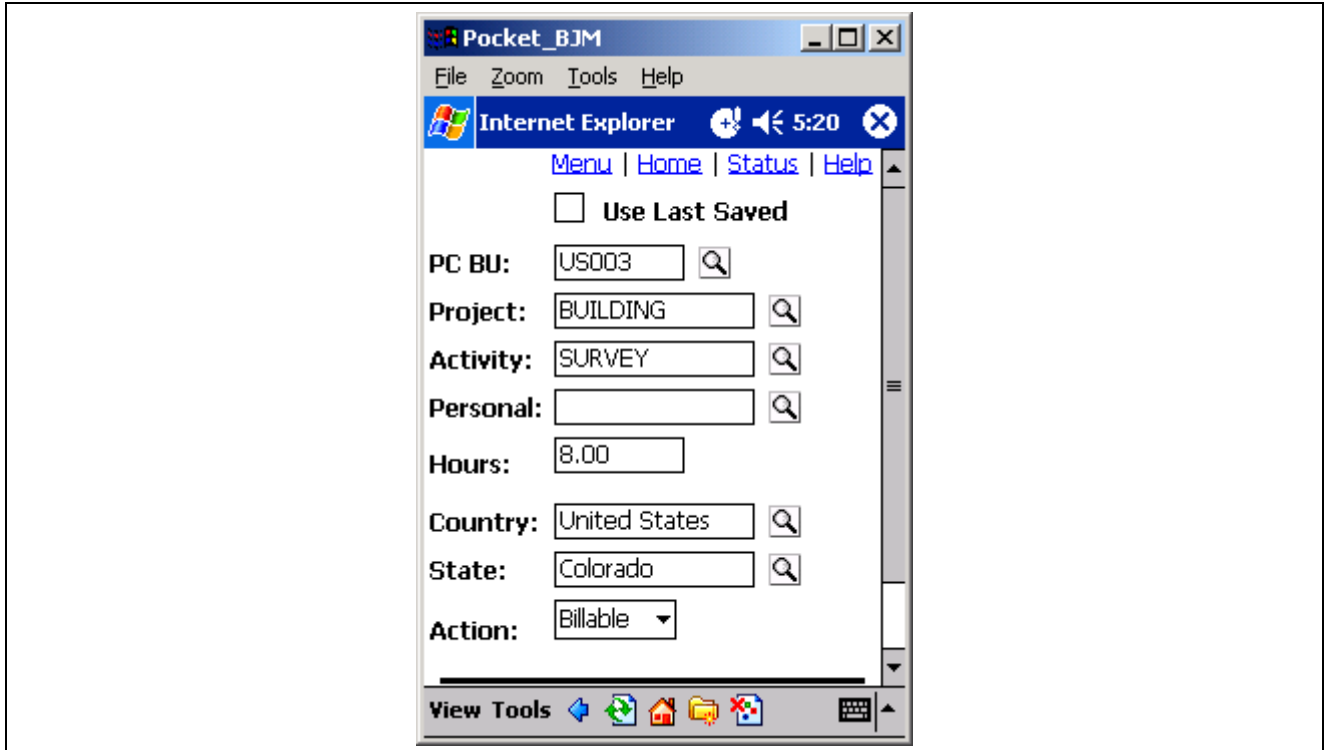 Pocket_BJM
File Zoom Tools Help
Internet Explorer 5:20
Menu | Home | Status | Help
Use Last Saved
PC BU: US003
Project: BUILDING
Activity: SURVEY
Personal:
Hours: 8.00
Country: United States
State: Colorado
Action: Billable
View Tools